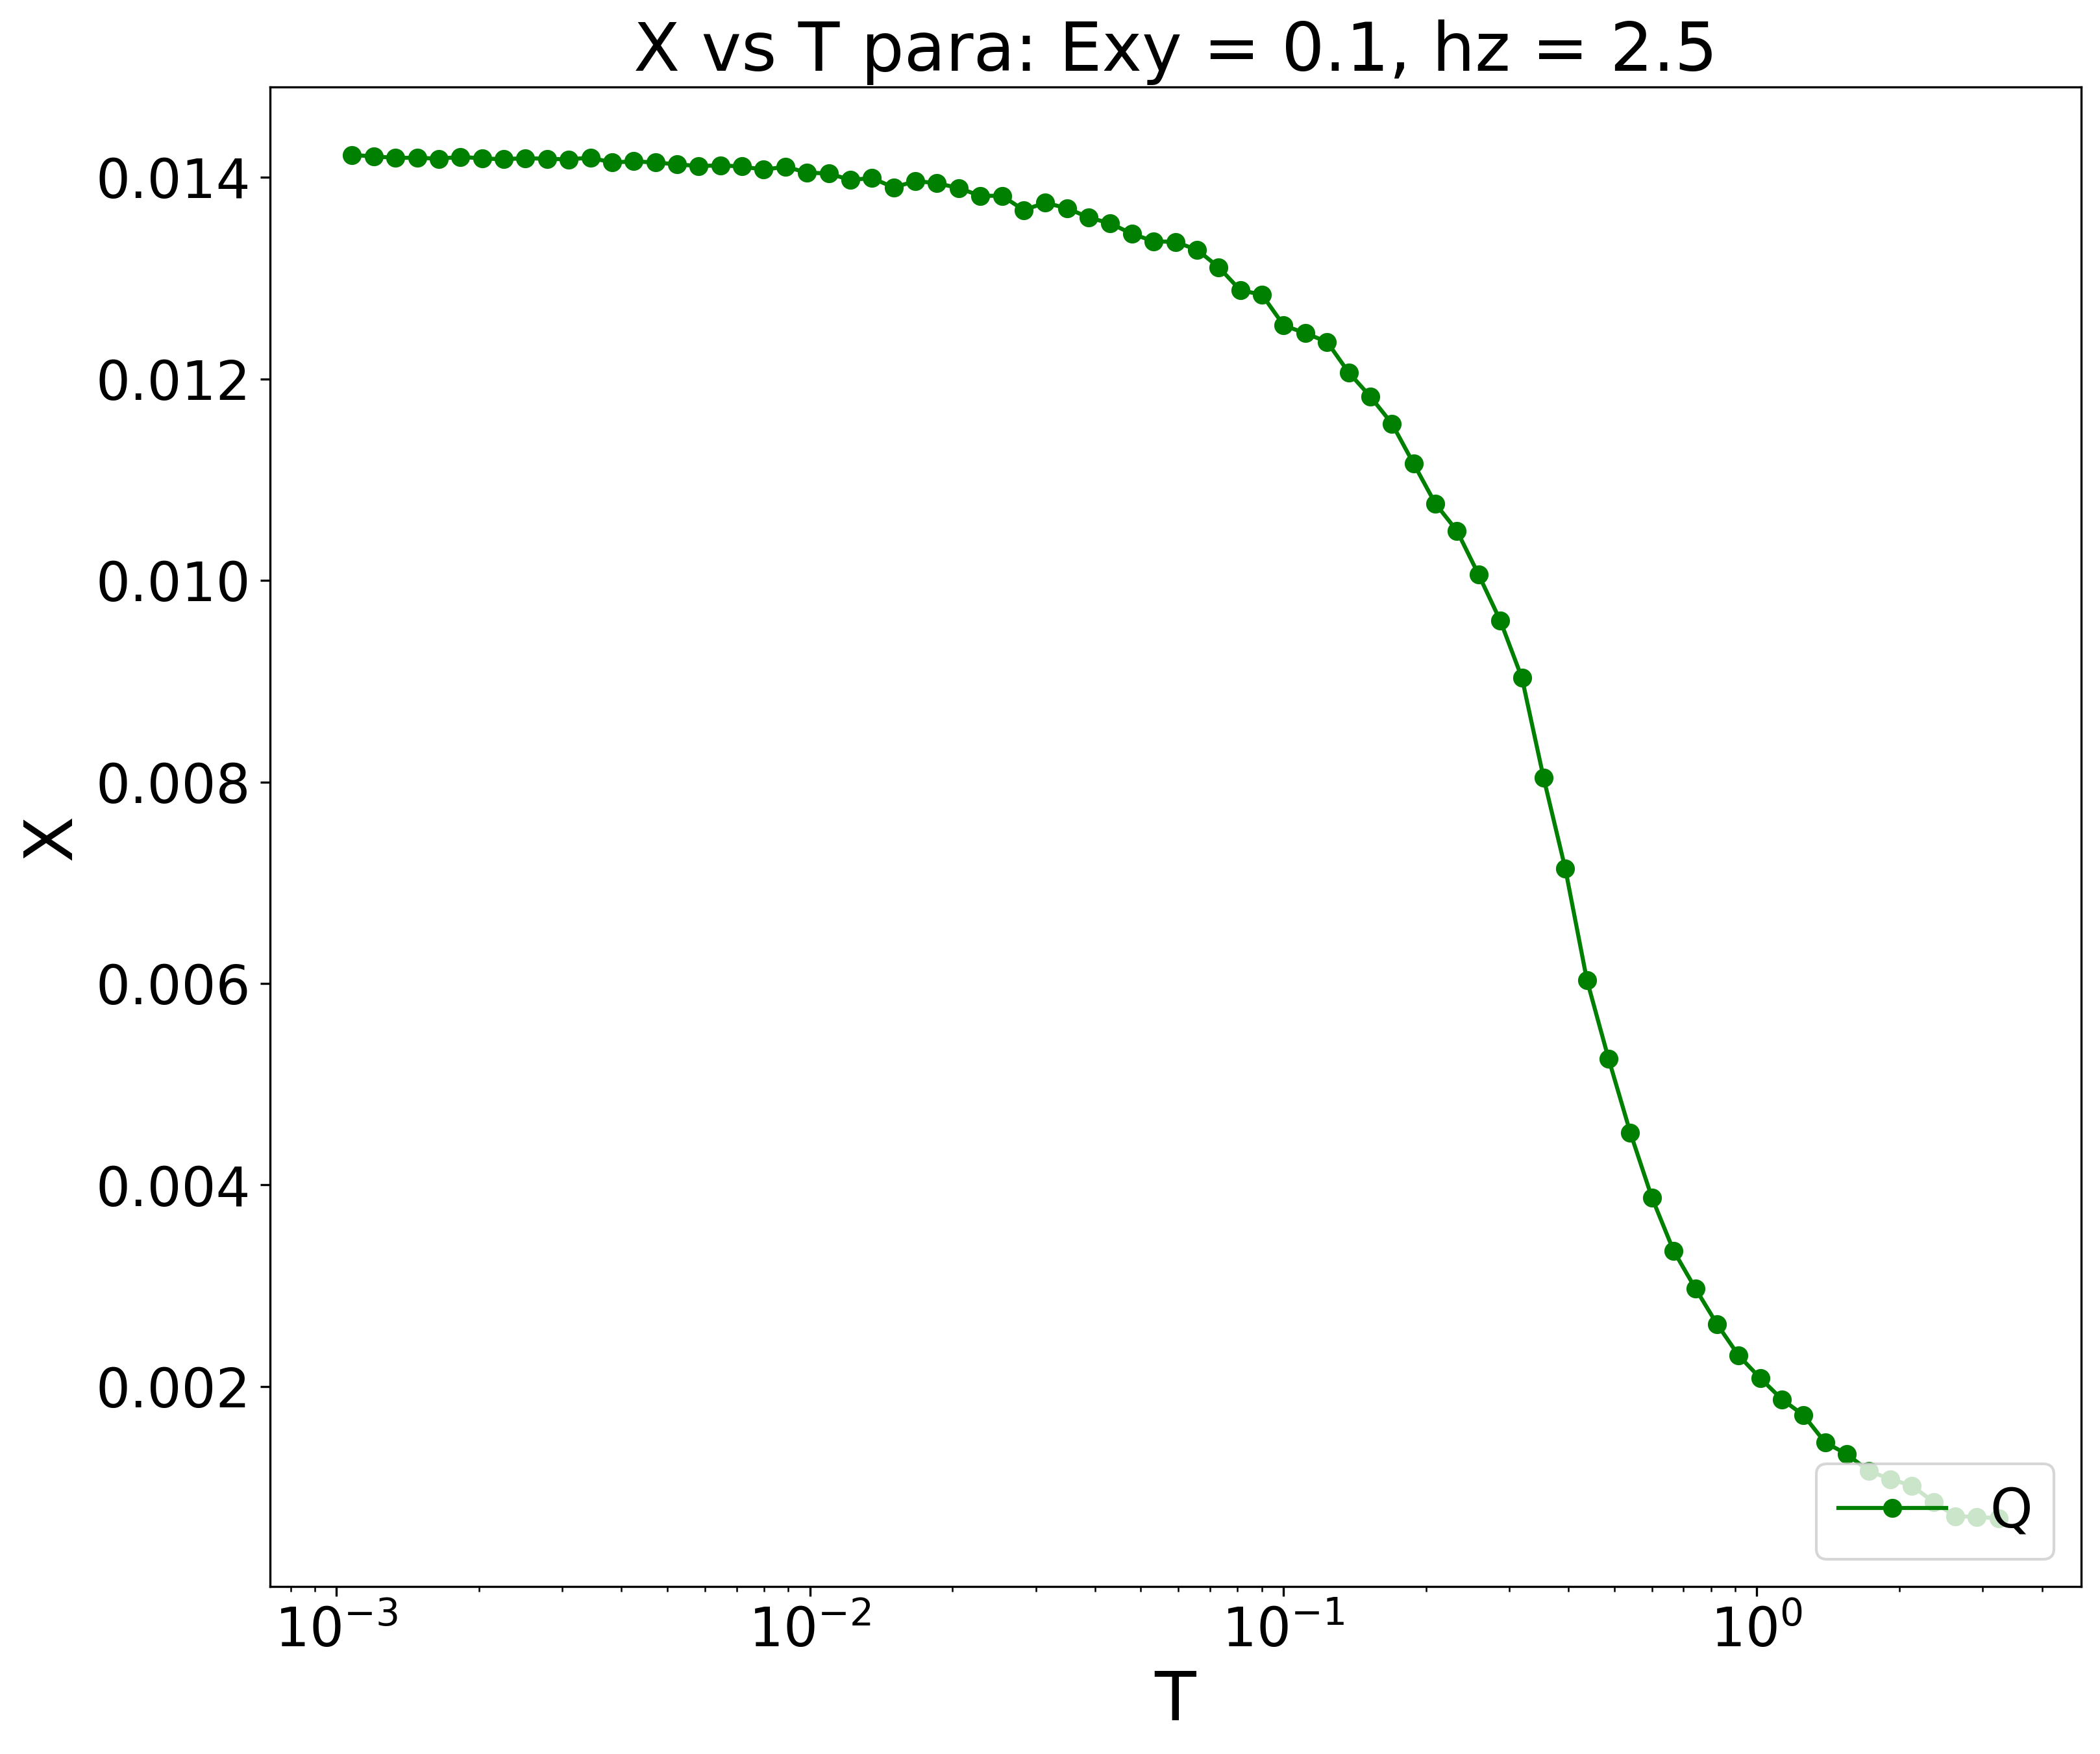 X vs T para: Exy = 0.1, hz = 2.5
0.014
0.012
0.010
0.008
0.006
0.004
0.002
X
Q
10⁻³ 10⁻² 10⁻¹ 10⁰
T